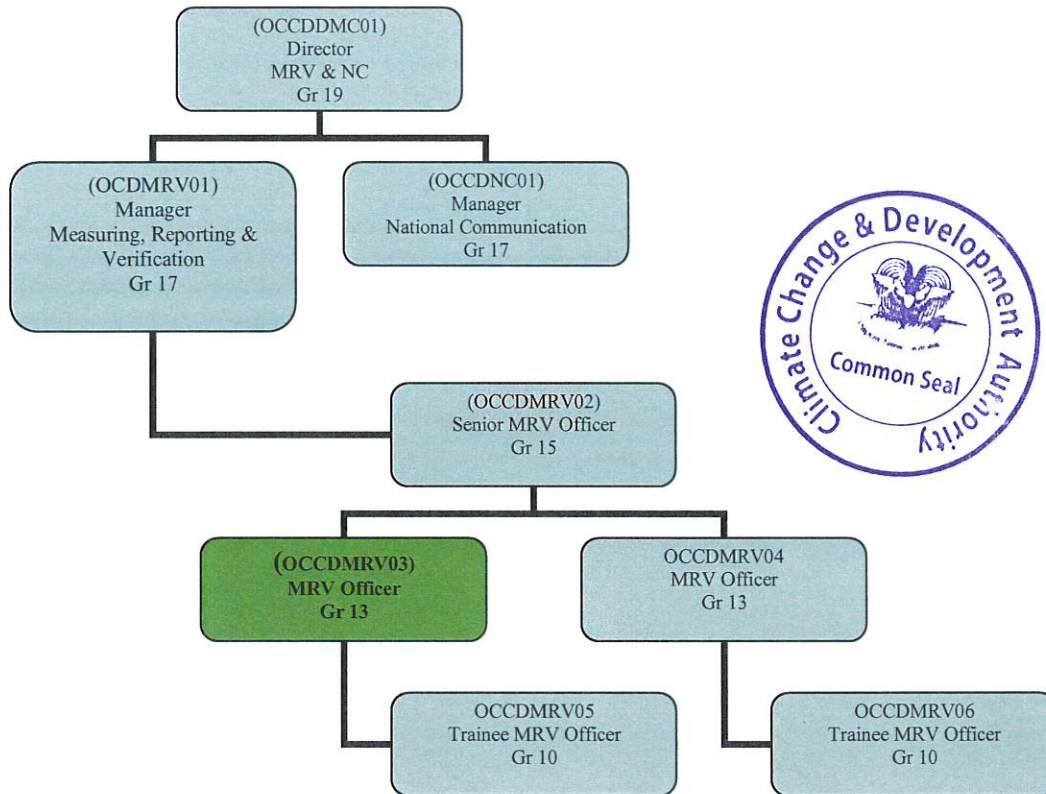 (OCCDDMC01)
Director
MRV & NC
Gr 19
(OCDMRV01)
Manager
Measuring, Reporting &
Verification
Gr 17
(OCCDNC01)
Manager
National Communication
Gr 17
Climate Change & Development Authority
Common Seal
(OCCDMRV02)
Senior MRV Officer
Gr 15
(OCCDMRV03)
MRV Officer
Gr 13
OCCDMRV04
MRV Officer
Gr 13
OCCDMRV05
Trainee MRV Officer
Gr 10
OCCDMRV06
Trainee MRV Officer
Gr 10